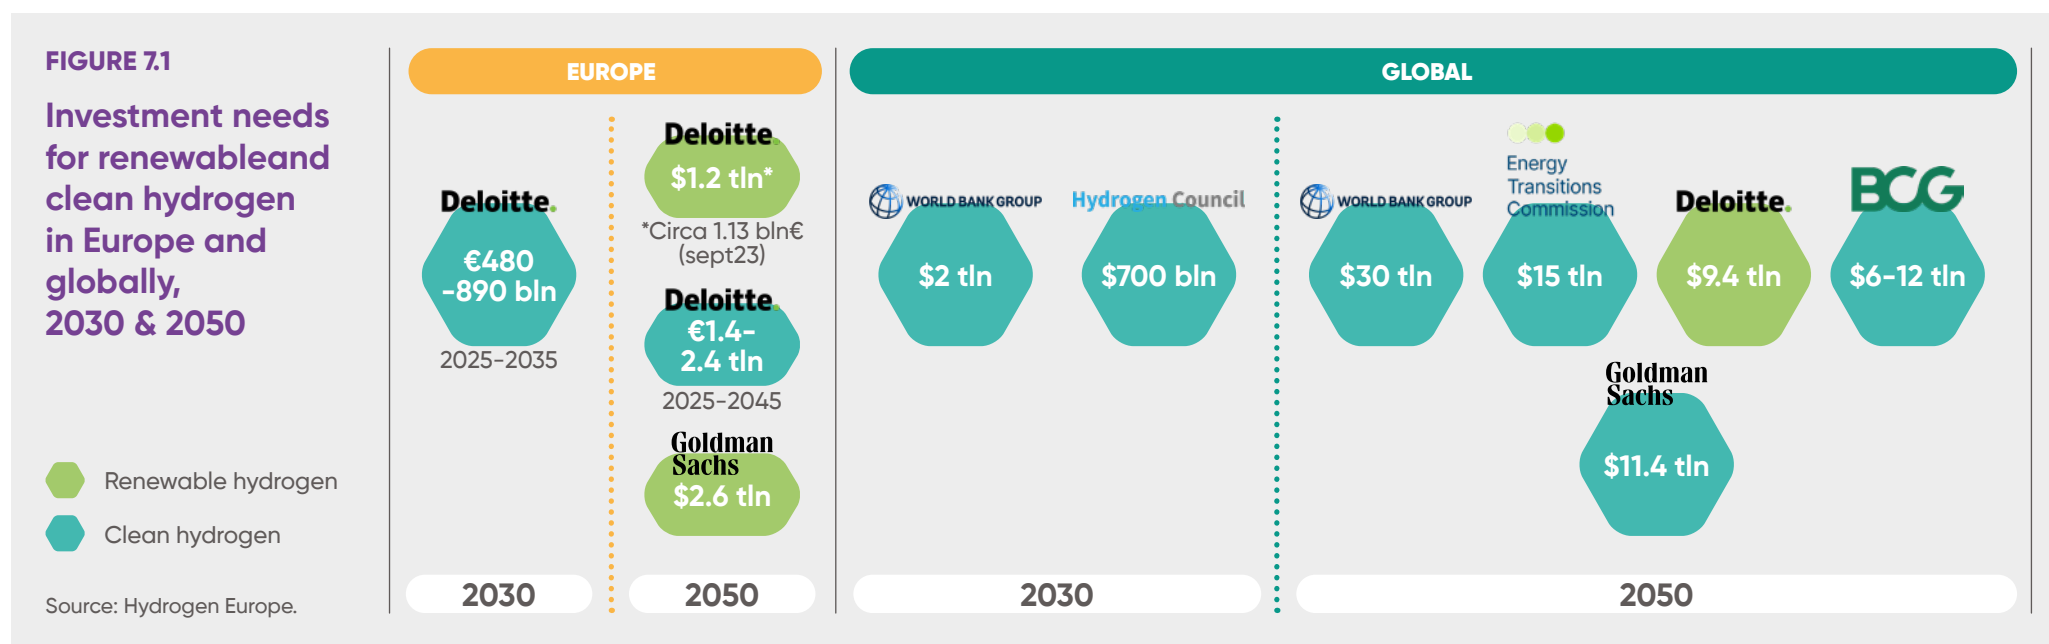 FIGURE 7.1
Investment needs
for renewableand
clean hydrogen
in Europe and
globally,
2030 & 2050
Renewable hydrogen
Clean hydrogen
Source: Hydrogen Europe.
EUROPE
Deloitte.
€480
-890 bln
2025-2035
2030
Deloitte.
$1.2 tln*
*Circa 1.13 bln€
(sept23)
Deloitte.
€1.4-
2.4 tln
2025-2045
Goldman
Sachs
$2.6 tln
2050
GLOBAL
WORLD BANK GROUP
$2 tln
Hydrogen Council
$700 bln
2030
WORLD BANK GROUP
$30 tln
Energy
Transitions
Commission
$15 tln
Deloitte.
$9.4 tln
BCG
$6-12 tln
Goldman
Sachs
$11.4 tln
2050